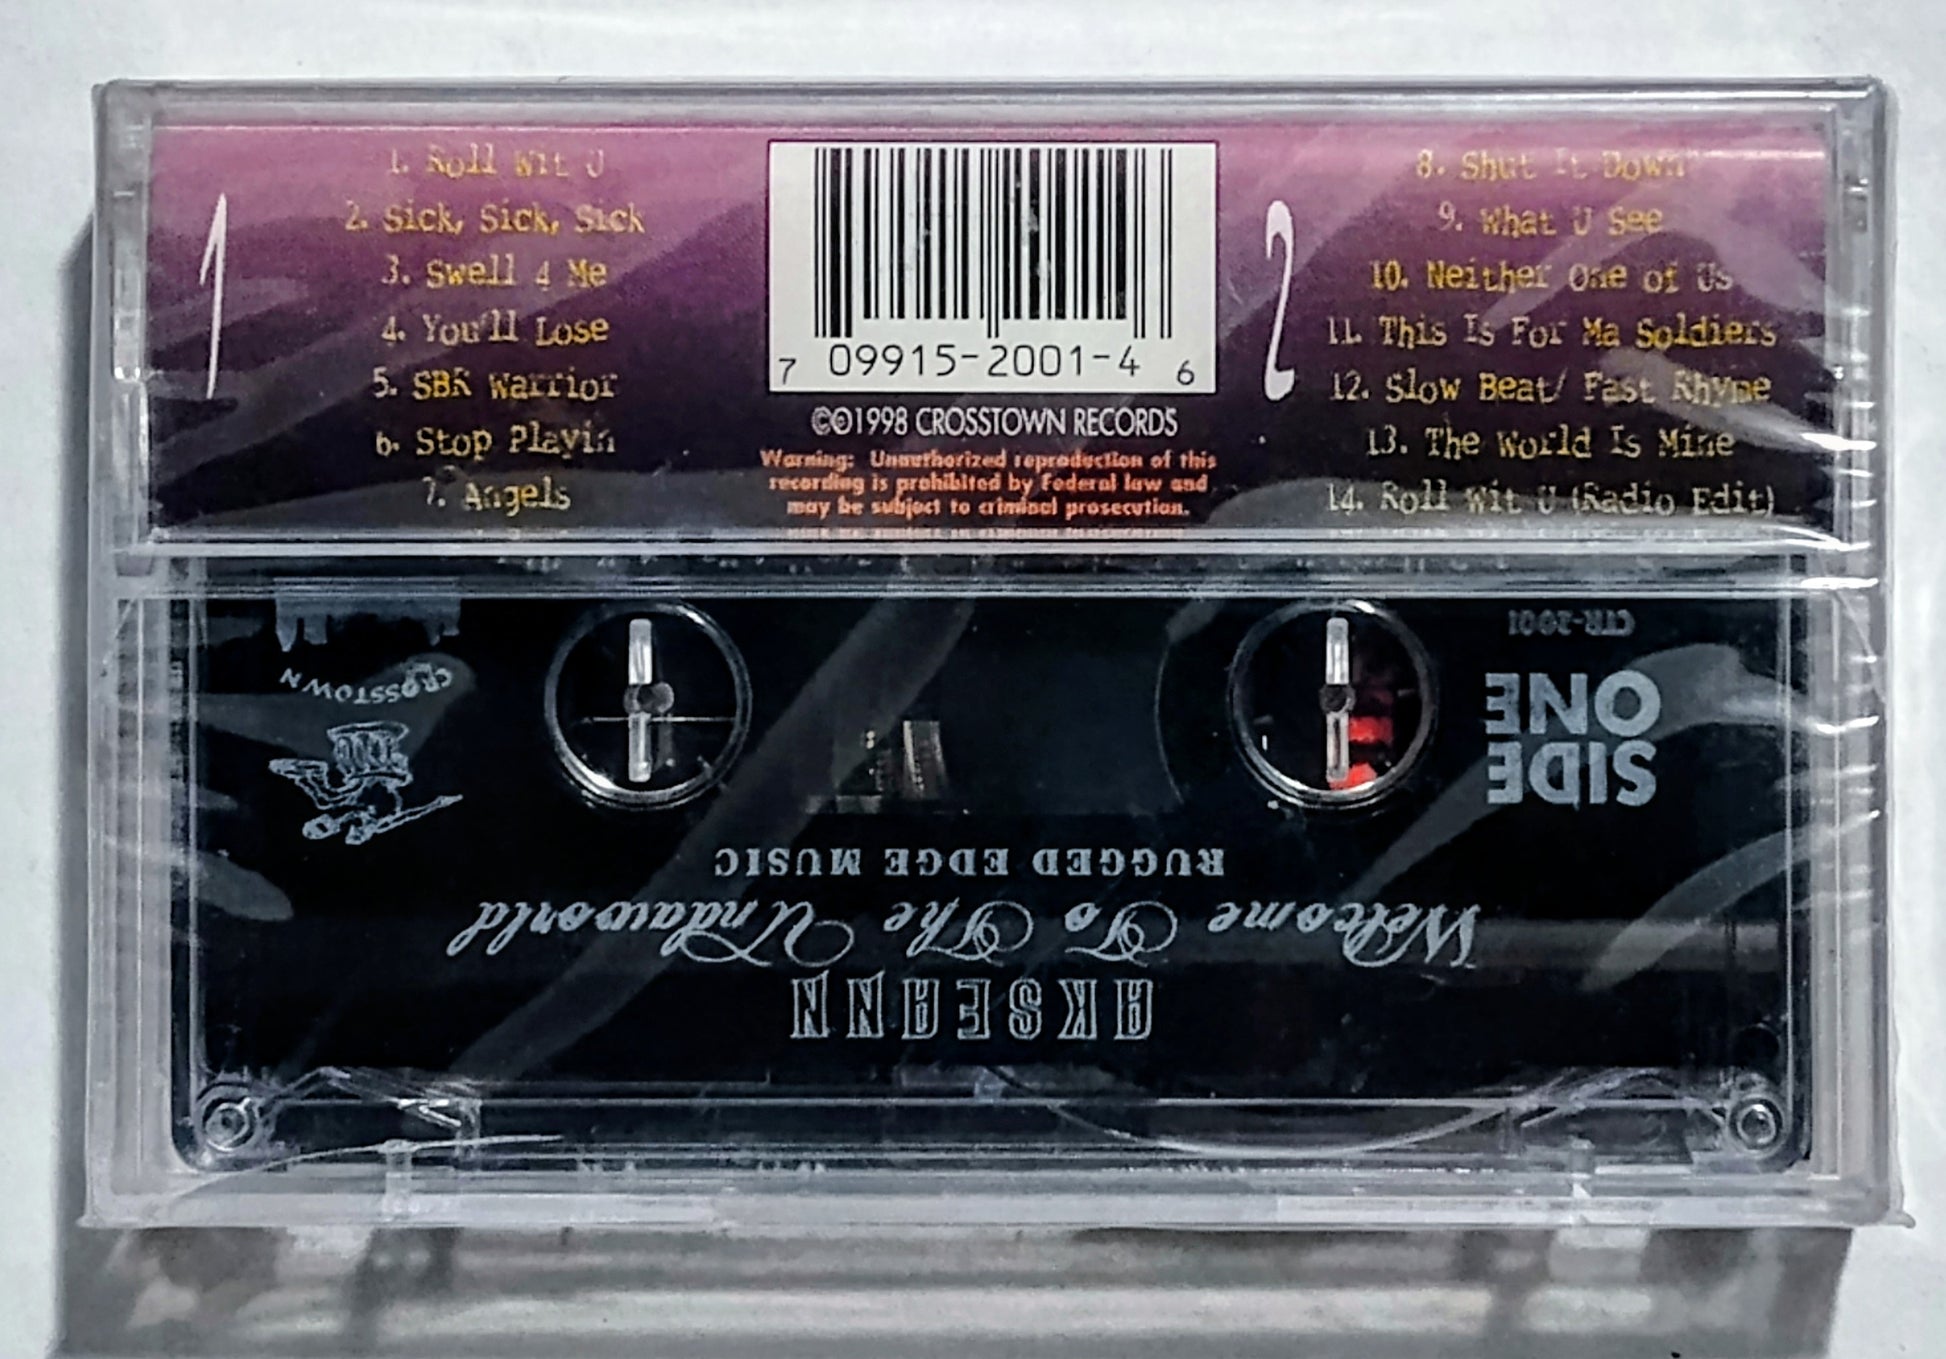 1
1. Roll Wit U
2. Sick, Sick, Sick
3. Swell 4 Me
4. You'll Lose
5. SBK Warrior
6. Stop Playin
7. Angels
7 09915-2001-4 6
©℗1998 CROSSTOWN RECORDS
Warning: Unauthorized reproduction of this
recording is prohibited by Federal law and
may be subject to criminal prosecution.
2
8. Shut It Down
9. What U See
10. Neither One of Us
11. This Is For Ma Soldiers
12. Slow Beat/ Fast Rhyme
13. The World Is Mine
14. Roll Wit U (Radio Edit)
AKSEANN
Welcome To The Undaworld
RUGGED EDGE MUSIC
SIDE
ONE
CTR-2001
CROSSTOWN